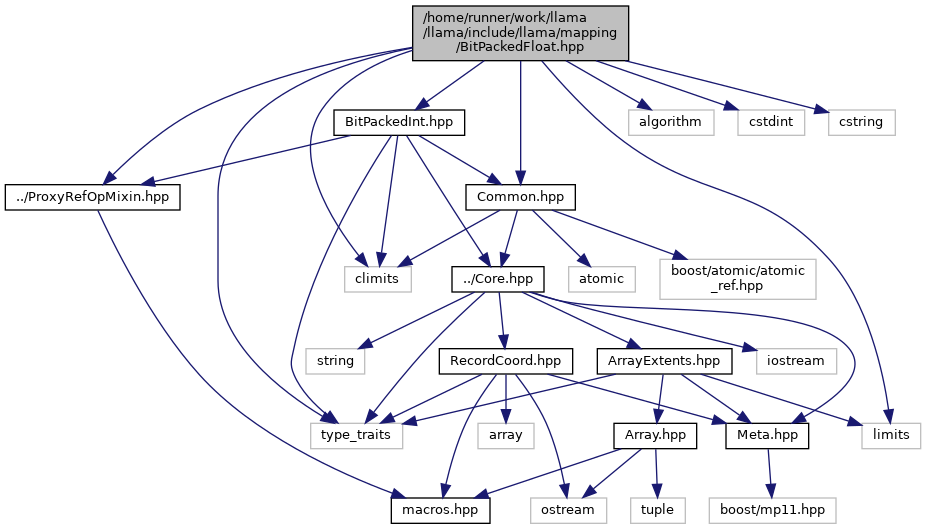 /home/runner/work/llama
/llama/include/llama/mapping
/BitPackedFloat.hpp
BitPackedInt.hpp
algorithm
cstdint
cstring
../ProxyRefOpMixin.hpp
Common.hpp
climits
../Core.hpp
atomic
boost/atomic/atomic
_ref.hpp
string
RecordCoord.hpp
ArrayExtents.hpp
iostream
type_traits
array
Array.hpp
Meta.hpp
limits
macros.hpp
ostream
tuple
boost/mp11.hpp